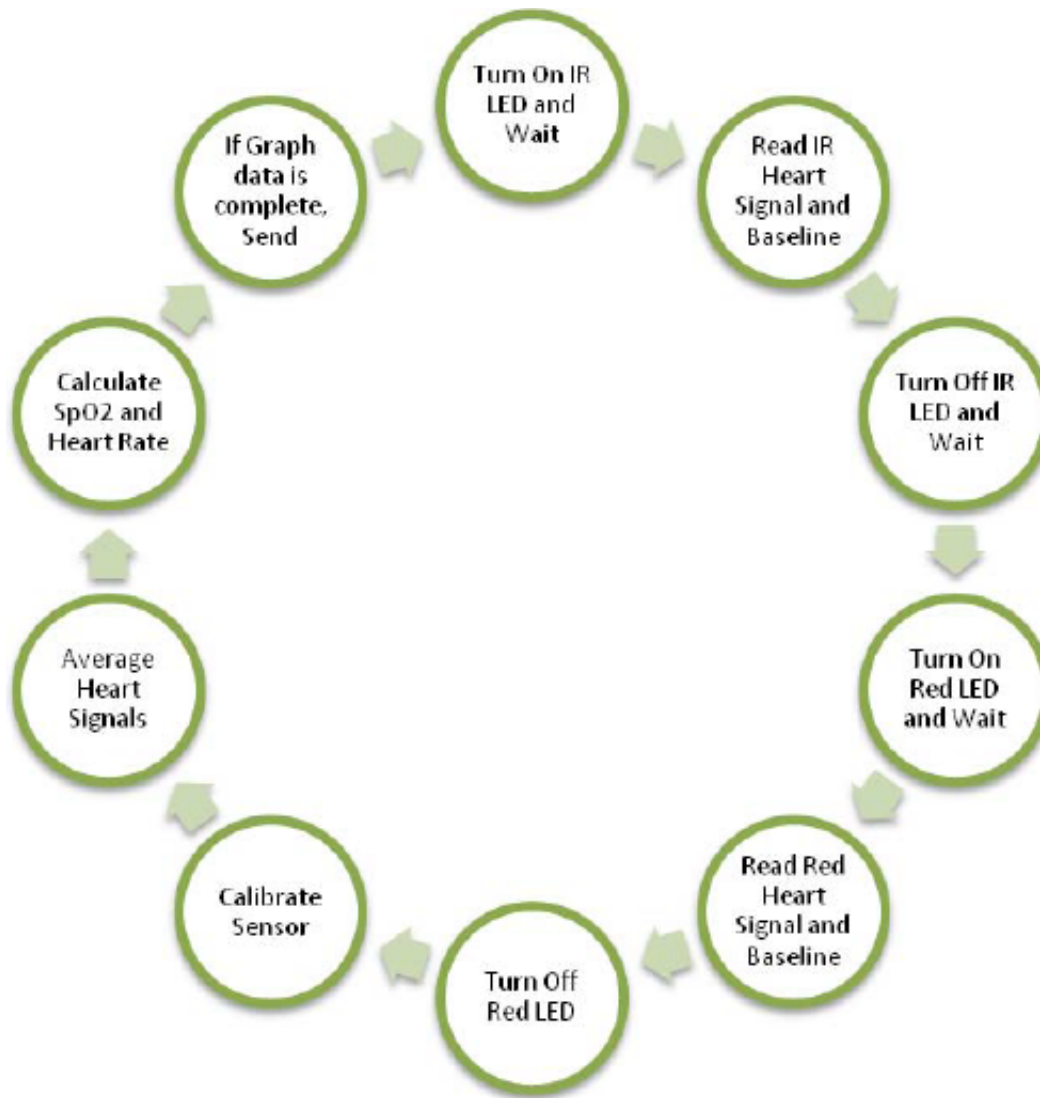 Turn On IR
LED and
Wait
Read IR
Heart
Signal and
Baseline
Turn Off IR
LED and
Wait
Turn On
Red LED
and Wait
Read Red
Heart
Signal and
Baseline
Turn Off
Red LED
Calibrate
Sensor
Average
Heart
Signals
Calculate
SpO2 and
Heart Rate
If Graph
data is
complete,
Send